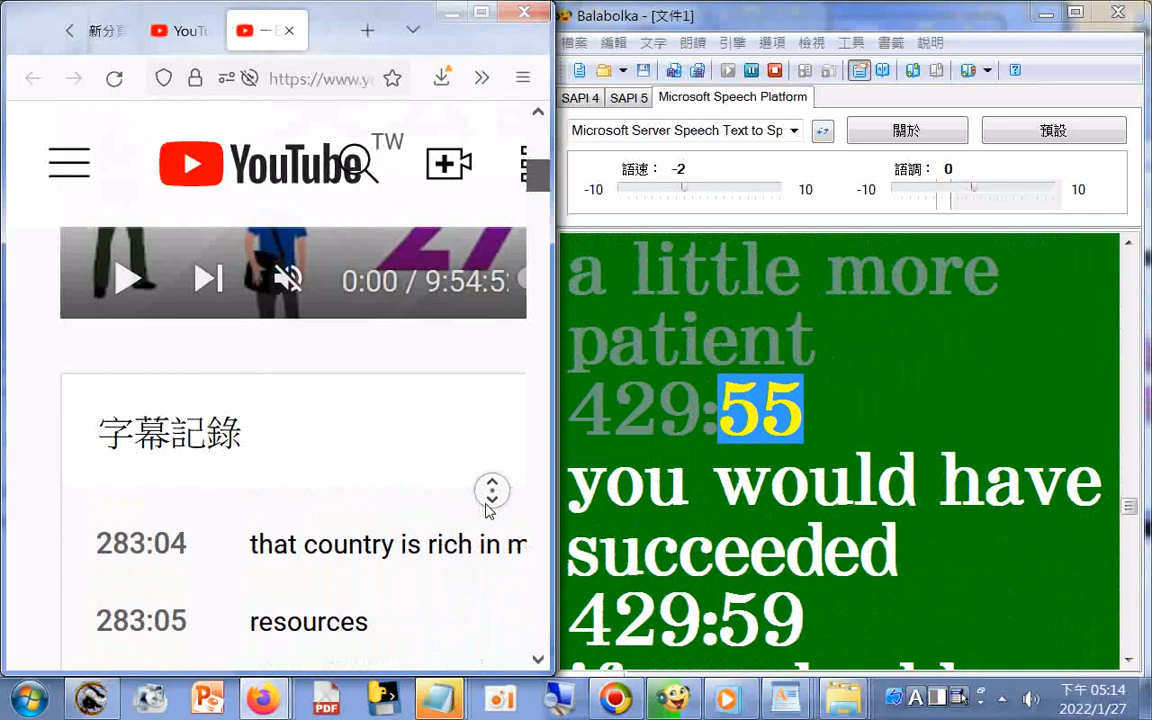 新分
YouTu
一 E
https://www.y
YouTube
TW
27
0:00 / 9:54:5
字幕記錄
283:04 that country is rich in m
283:05 resources
Balabolka - [文件1]
檔案 編輯 文字 朗讀 引擎 選項 檢視 工具 書籤 說明
SAPI 4 SAPI 5 Microsoft Speech Platform
Microsoft Server Speech Text to Sp
關於 預設
語速： -2 語調： 0
-10 10 -10 10
a little more
patient
429:55
you would have
succeeded
429:59
PDF
A
下午 05:14
2022/1/27